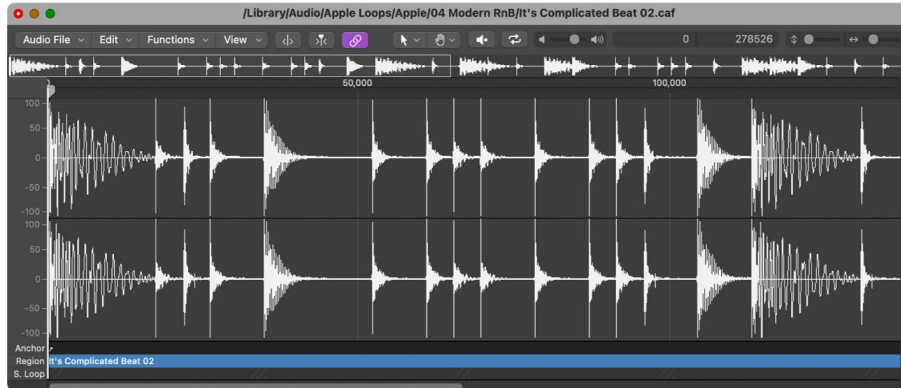 /Library/Audio/Apple Loops/Apple/04 Modern RnB/It's Complicated Beat 02.caf
Audio File Edit Functions View 0 278526
50,000 100,000
100
50
0
-50
-100
100
50
0
-50
-100
Anchor
Region It's Complicated Beat 02
S. Loop